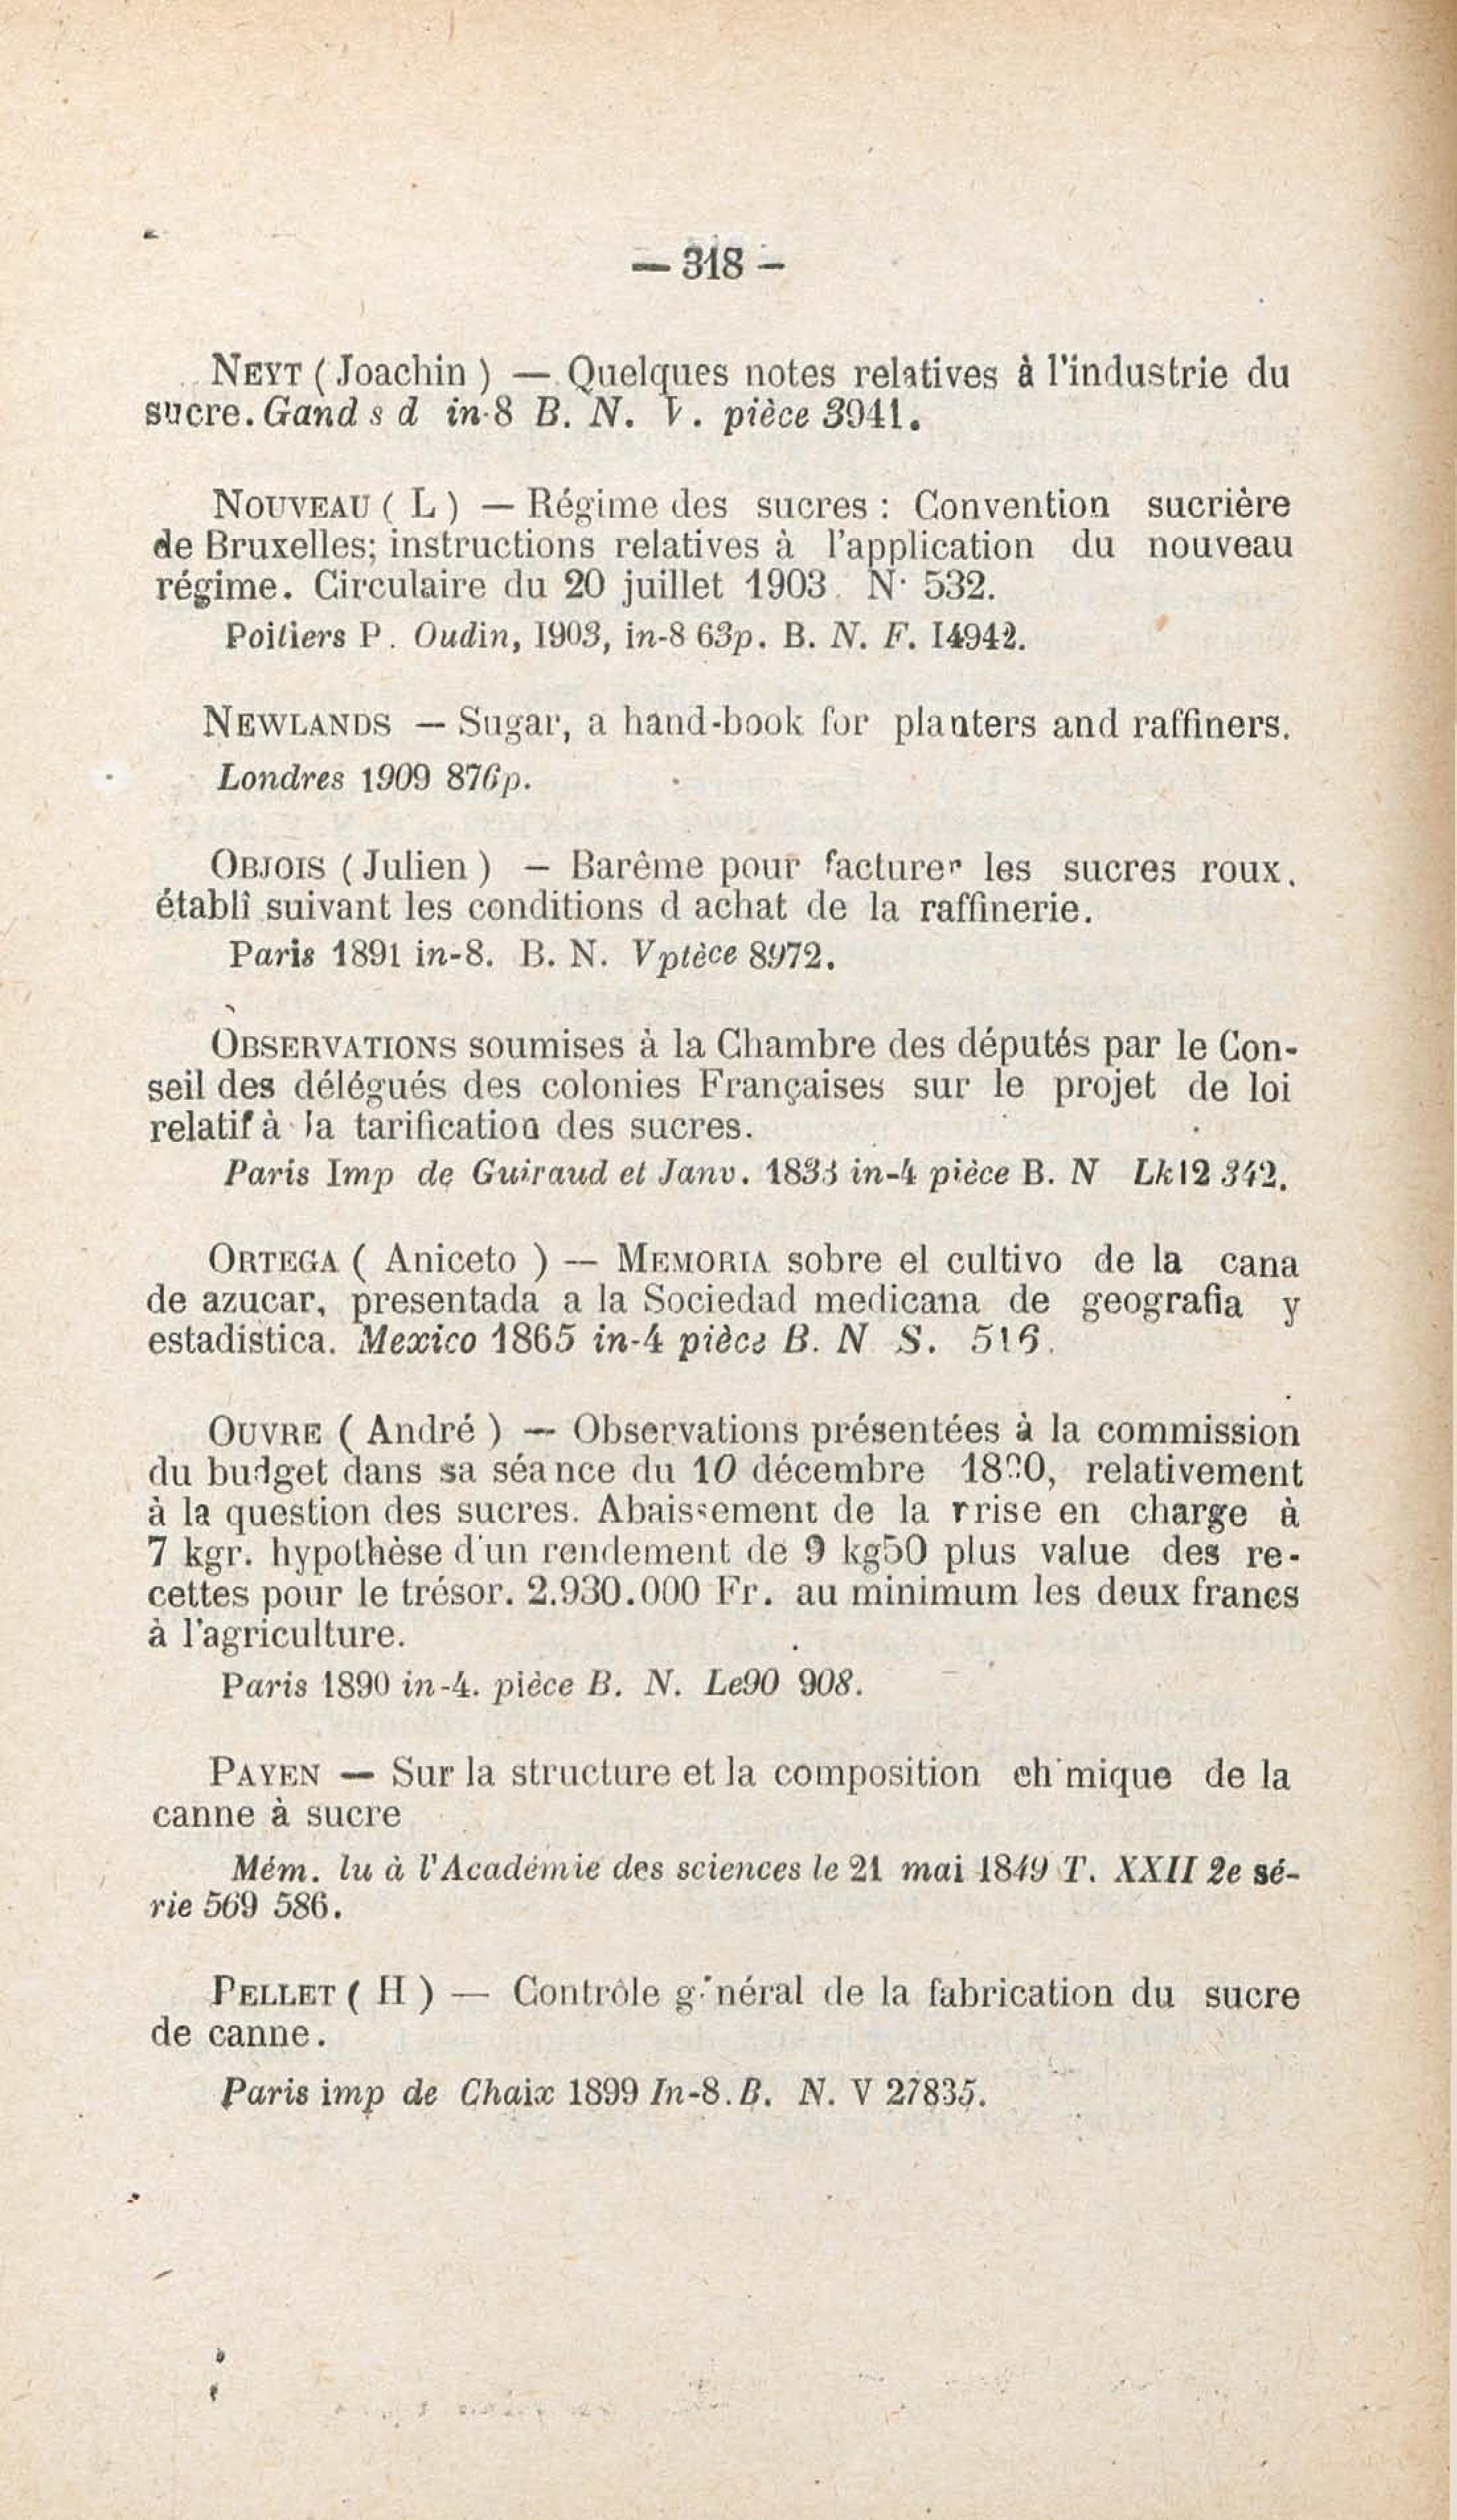 — 318 —
NEYT ( Joachin ) — Quelques notes relatives à l'industrie du
sucre. Gand s d in-8 B. N. V. pièce 3941.
NOUVEAU ( L ) — Régime des sucres : Convention sucrière
de Bruxelles; instructions relatives à l'application du nouveau
régime. Circulaire du 20 juillet 1903. N· 532.
Poitiers P. Oudin, 1903, in-8 63p. B. N. F. 14942.
NEWLANDS — Sugar, a hand-book for planters and raffiners.
Londres 1909 876p.
OBJOIS ( Julien ) — Barême pour facturer les sucres roux.
établî suivant les conditions d achat de la raffinerie.
Paris 1891 in-8. B. N. V ptèce 8972.
OBSERVATIONS soumises à la Chambre des députés par le Con-
seil des délégués des colonies Françaises sur le projet de loi
relatif à la tarification des sucres.
Paris Imp de Guiraud et Janv. 1833 in-4 pièce B. N Lk12 342.
ORTEGA ( Aniceto ) — MEMORIA sobre el cultivo de la cana
de azucar, presentada a la Sociedad medicana de geografia y
estadistica. Mexico 1865 in-4 pièce B. N S. 516.
OUVRE ( André ) — Observations présentées à la commission
du budget dans sa séance du 10 décembre relativement
à la question des sucres. Abaissement de la rrise en charge à
7 kgr. hypothèse d'un rendement de 9 kg50 plus value des re-
cettes pour le trésor. 2.930.000 Fr. au minimum les deux francs
à l'agriculture.
Paris 1890 in-4. pièce B. N. Le90 908.
PAYEN — Sur la structure et la composition ch mique de la
canne à sucre
Mém. lu à l'Académie des sciences le 21 mai 1849 T. XXII 2e sé-
rie 569 586.
PELLET ( H ) — Contrôle général de la fabrication du sucre
de canne.
Paris imp de Chaix 1899 In-8. B. N. V 27835.